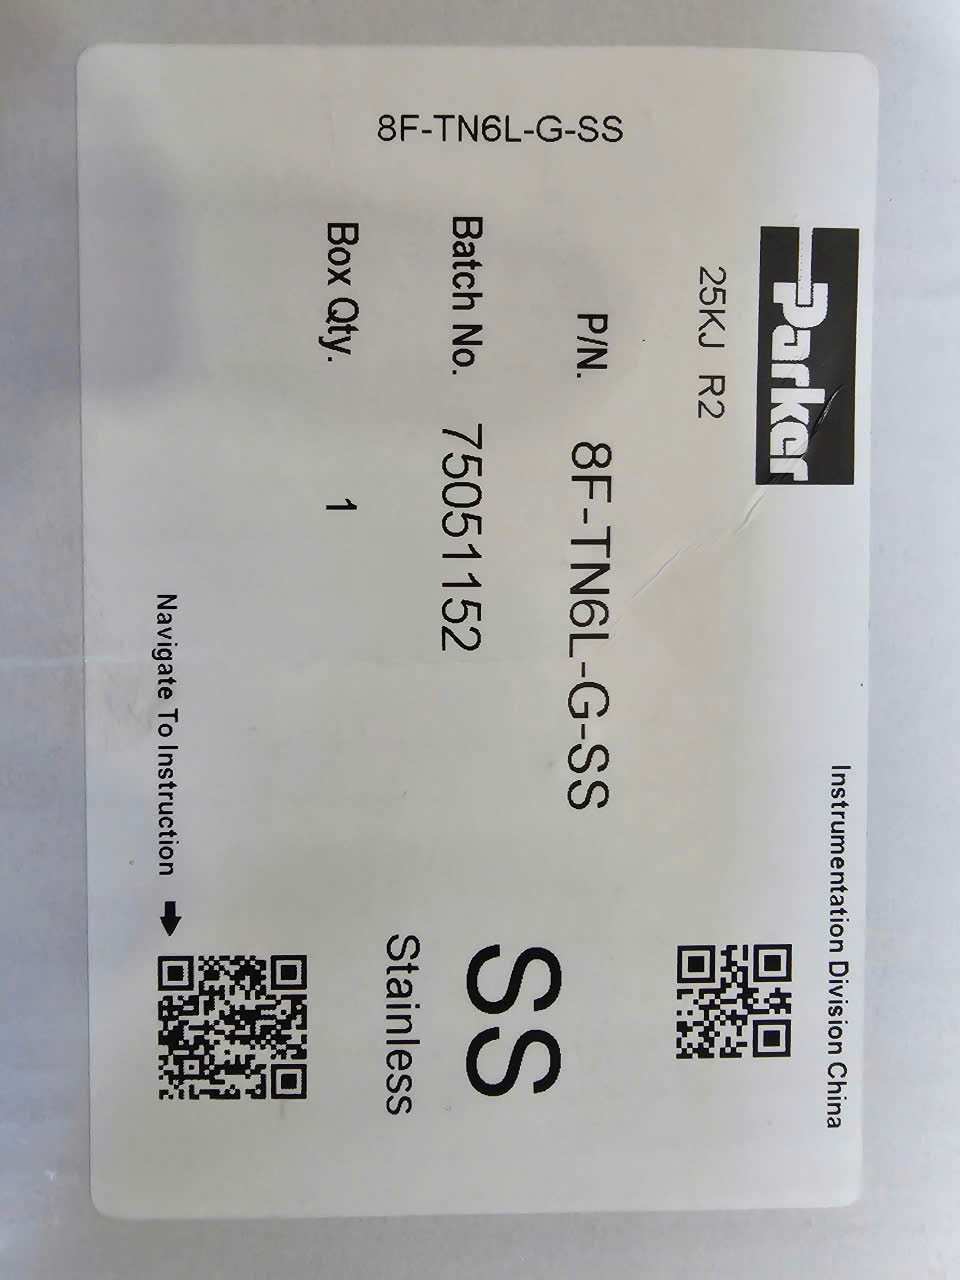 8F-TN6L-G-SS
Parker
Instrumentation Division China
25KJ R2
P/N. 8F-TN6L-G-SS
Batch No. 75051152
SS
Stainless
Box Qty. 1
Navigate To Instruction